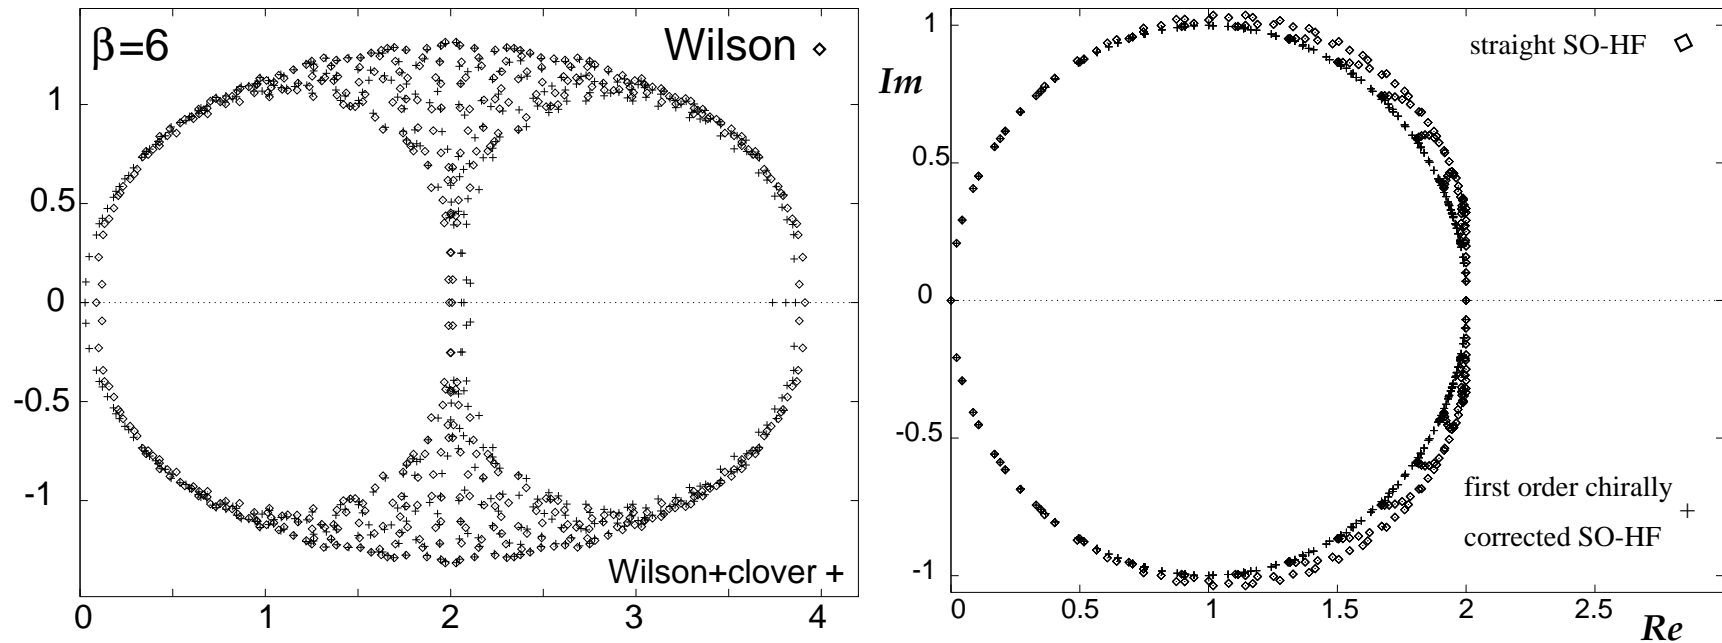 β=6
Wilson
1
0.5
0
-0.5
-1
Wilson+clover +
0 1 2 3 4
1
Im
straight SO-HF
0.5
0
-0.5
first order chirally
corrected SO-HF
-1
0 0.5 1 1.5 2 2.5
Re